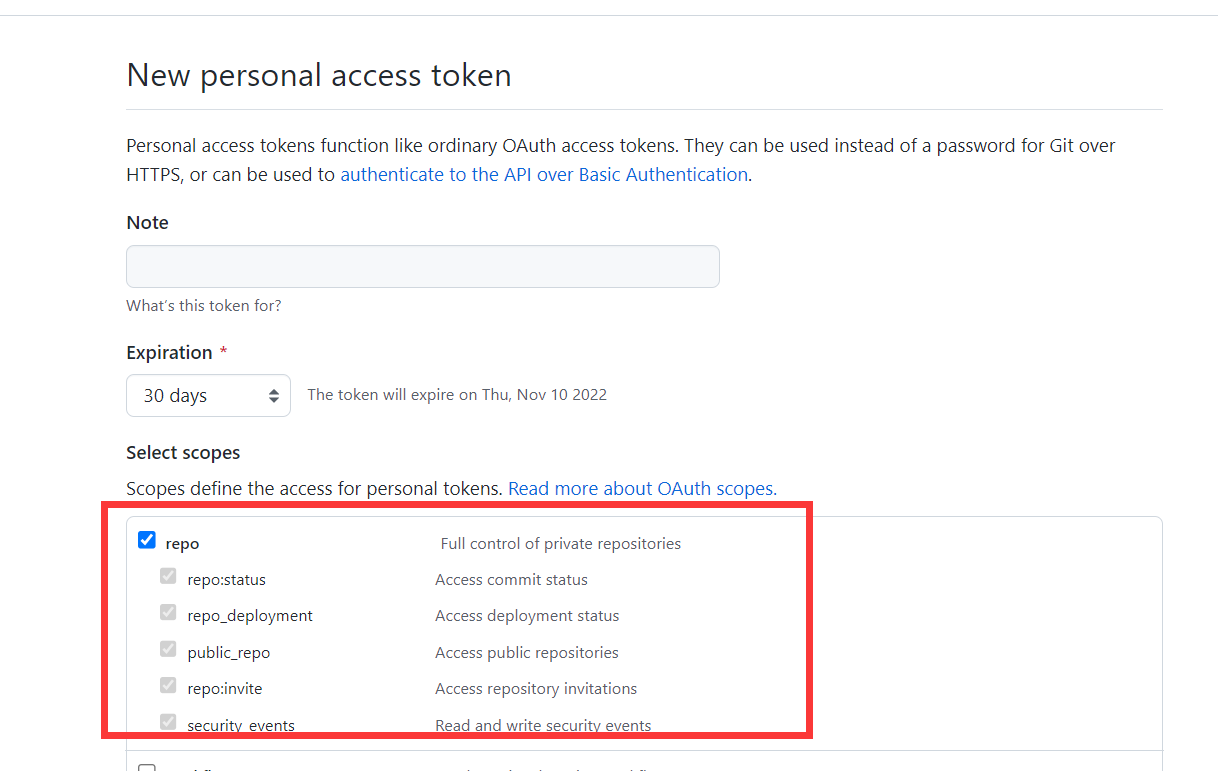 New personal access token
Personal access tokens function like ordinary OAuth access tokens. They can be used instead of a password for Git over
HTTPS, or can be used to authenticate to the API over Basic Authentication.
Note
What's this token for?
Expiration *
30 days The token will expire on Thu, Nov 10 2022
Select scopes
Scopes define the access for personal tokens. Read more about OAuth scopes.
repo Full control of private repositories
repo:status Access commit status
repo_deployment Access deployment status
public_repo Access public repositories
repo:invite Access repository invitations
security_events Read and write security events